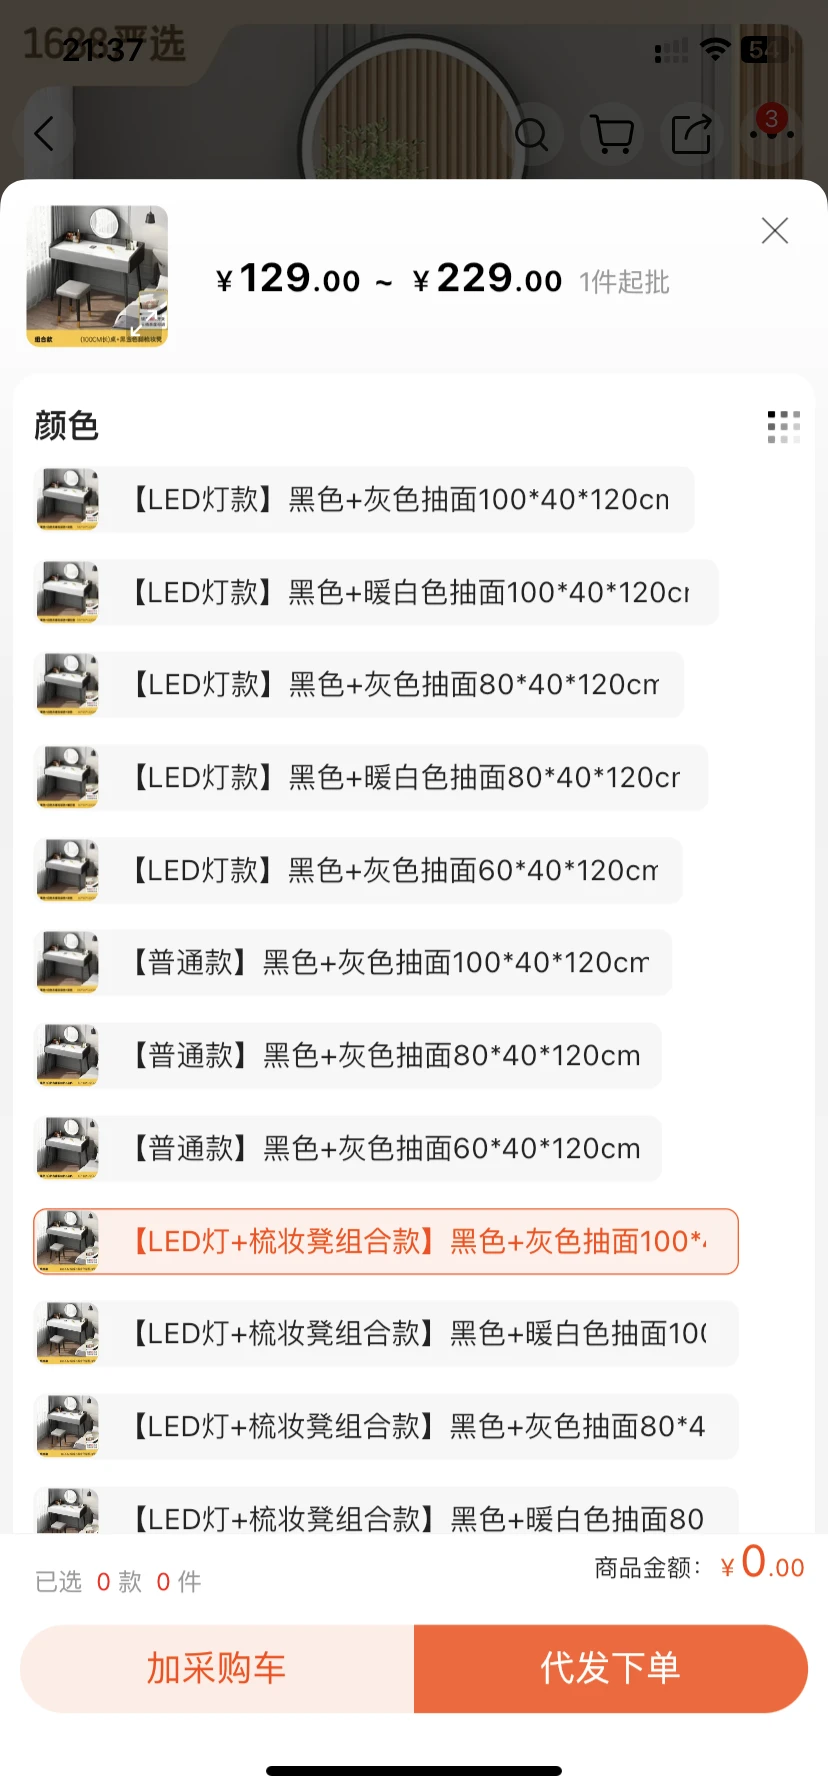 1688严选
21:37
54
3
¥129.00 ~ ¥229.00 1件起批
组合款
颜色
【LED灯款】黑色+灰色抽面100*40*120cn
【LED灯款】黑色+暖白色抽面100*40*120cr
【LED灯款】黑色+灰色抽面80*40*120cm
【LED灯款】黑色+暖白色抽面80*40*120cr
【LED灯款】黑色+灰色抽面60*40*120cm
【普通款】黑色+灰色抽面100*40*120cm
【普通款】黑色+灰色抽面80*40*120cm
【普通款】黑色+灰色抽面60*40*120cm
【LED灯+梳妆凳组合款】黑色+灰色抽面100*4
【LED灯+梳妆凳组合款】黑色+暖白色抽面100
【LED灯+梳妆凳组合款】黑色+灰色抽面80*4
【LED灯+梳妆凳组合款】黑色+暖白色抽面80
已选 0 款 0 件
商品金额： ¥0.00
加采购车
代发下单